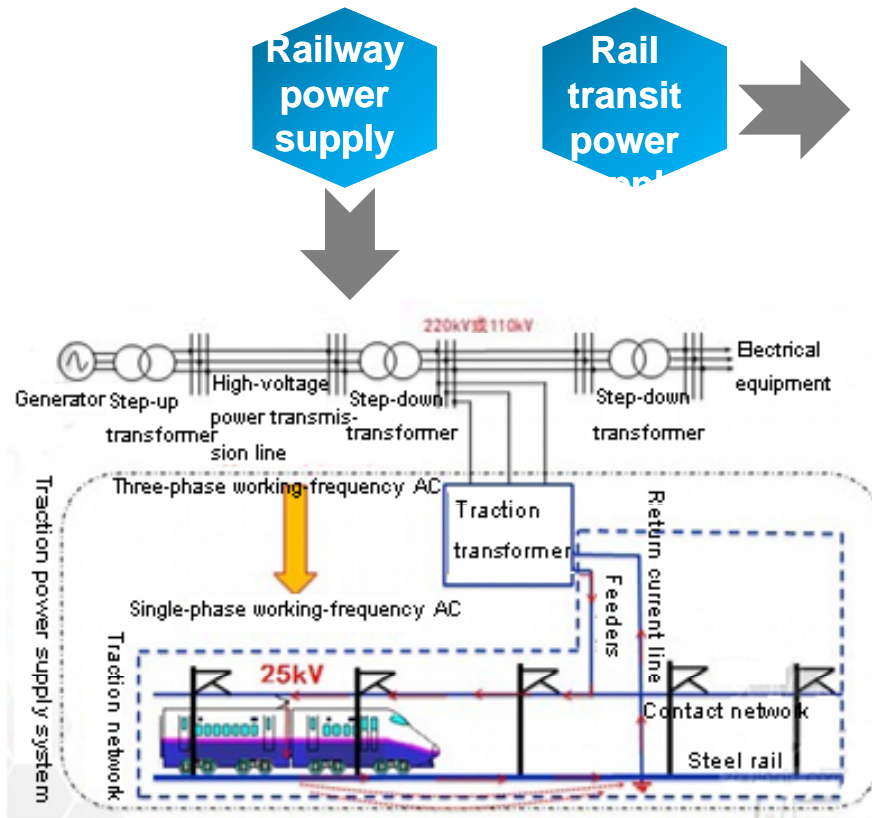 Railway
power
supply
Rail
transit
power
220kV或110kV
Electrical
equipment
Generator
Step-up
transformer
High-voltage
power transmis-
sion line
Step-down
transformer
Step-down
transformer
Three-phase working-frequency AC
Traction
transformer
Return current line
Feeders
Traction power supply system
Single-phase working-frequency AC
Traction network
25kV
Contact network
Steel rail